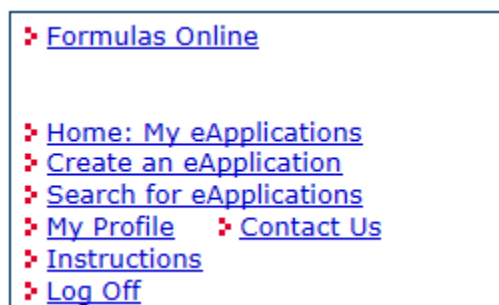 Formulas Online
Home: My eApplications
Create an eApplication
Search for eApplications
My Profile Contact Us
Instructions
Log Off